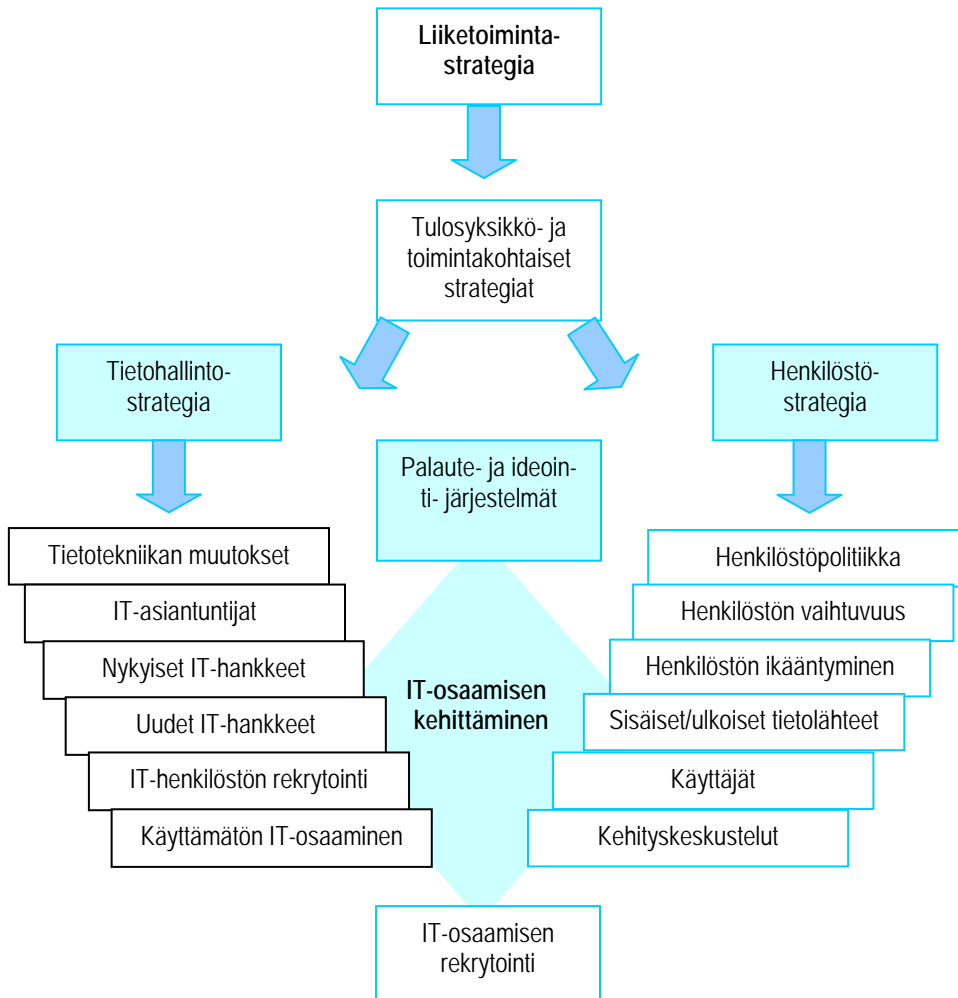 Liiketoiminta-
strategia
Tulosyksikkö- ja
toimintakohtaiset
strategiat
Tietohallinto-
strategia
Henkilöstö-
strategia
Palaute- ja ideoin-
ti- järjestelmät
Tietotekniikan muutokset
IT-asiantuntijat
Nykyiset IT-hankkeet
Uudet IT-hankkeet
IT-henkilöstön rekrytointi
Käyttämätön IT-osaaminen
IT-osaamisen
kehittäminen
Henkilöstöpolitiikka
Henkilöstön vaihtuvuus
Henkilöstön ikääntyminen
Sisäiset/ulkoiset tietolähteet
Käyttäjät
Kehityskeskustelut
IT-osaamisen
rekrytointi